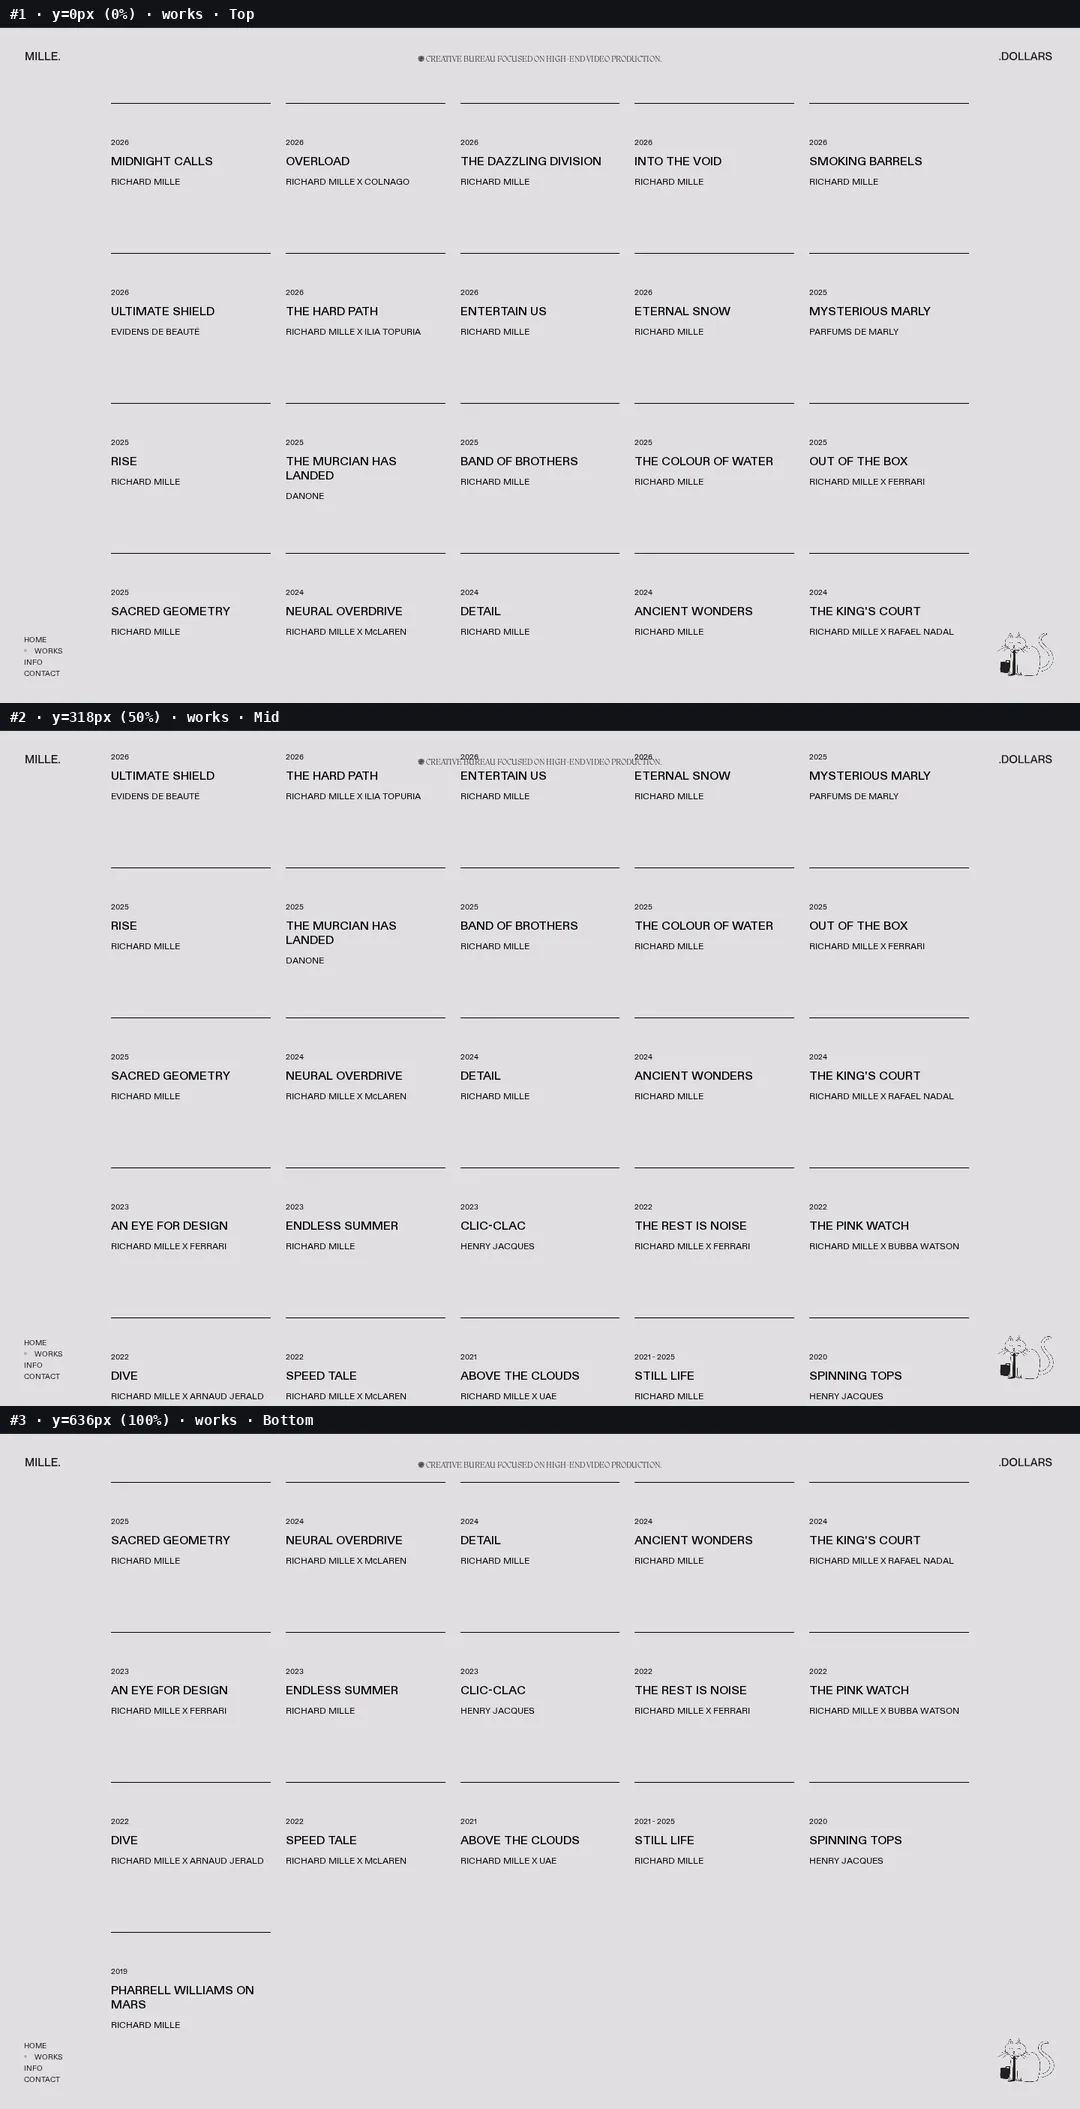 #1 · y=0px (0%) · works · Top
MILLE.
CREATIVE BUREAU FOCUSED ON HIGH-END VIDEO PRODUCTION.
.DOLLARS
2026
MIDNIGHT CALLS
RICHARD MILLE
2026
OVERLOAD
RICHARD MILLE X COLNAGO
2026
THE DAZZLING DIVISION
RICHARD MILLE
2026
INTO THE VOID
RICHARD MILLE
2026
SMOKING BARRELS
RICHARD MILLE
2026
ULTIMATE SHIELD
EVIDENS DE BEAUTÉ
2026
THE HARD PATH
RICHARD MILLE X ILIA TOPURIA
2026
ENTERTAIN US
RICHARD MILLE
2026
ETERNAL SNOW
RICHARD MILLE
2025
MYSTERIOUS MARLY
PARFUMS DE MARLY
2025
RISE
RICHARD MILLE
2025
THE MURCIAN HAS
LANDED
DANONE
2025
BAND OF BROTHERS
RICHARD MILLE
2025
THE COLOUR OF WATER
RICHARD MILLE
2025
OUT OF THE BOX
RICHARD MILLE X FERRARI
2025
SACRED GEOMETRY
RICHARD MILLE
2024
NEURAL OVERDRIVE
RICHARD MILLE X McLAREN
2024
DETAIL
RICHARD MILLE
2024
ANCIENT WONDERS
RICHARD MILLE
2024
THE KING'S COURT
RICHARD MILLE X RAFAEL NADAL
HOME
WORKS
INFO
CONTACT
#2 · y=318px (50%) · works · Mid
MILLE.
CREATIVE BUREAU FOCUSED ON HIGH-END VIDEO PRODUCTION.
.DOLLARS
2026
ULTIMATE SHIELD
EVIDENS DE BEAUTÉ
2026
THE HARD PATH
RICHARD MILLE X ILIA TOPURIA
2026
ENTERTAIN US
RICHARD MILLE
2026
ETERNAL SNOW
RICHARD MILLE
2025
MYSTERIOUS MARLY
PARFUMS DE MARLY
2025
RISE
RICHARD MILLE
2025
THE MURCIAN HAS
LANDED
DANONE
2025
BAND OF BROTHERS
RICHARD MILLE
2025
THE COLOUR OF WATER
RICHARD MILLE
2025
OUT OF THE BOX
RICHARD MILLE X FERRARI
2025
SACRED GEOMETRY
RICHARD MILLE
2024
NEURAL OVERDRIVE
RICHARD MILLE X McLAREN
2024
DETAIL
RICHARD MILLE
2024
ANCIENT WONDERS
RICHARD MILLE
2024
THE KING'S COURT
RICHARD MILLE X RAFAEL NADAL
2023
AN EYE FOR DESIGN
RICHARD MILLE X FERRARI
2023
ENDLESS SUMMER
RICHARD MILLE
2023
CLIC-CLAC
HENRY JACQUES
2022
THE REST IS NOISE
RICHARD MILLE X FERRARI
2022
THE PINK WATCH
RICHARD MILLE X BUBBA WATSON
2022
DIVE
RICHARD MILLE X ARNAUD JERALD
2022
SPEED TALE
RICHARD MILLE X McLAREN
2021
ABOVE THE CLOUDS
RICHARD MILLE X UAE
2021 - 2025
STILL LIFE
RICHARD MILLE
2020
SPINNING TOPS
HENRY JACQUES
HOME
WORKS
INFO
CONTACT
#3 · y=636px (100%) · works · Bottom
MILLE.
CREATIVE BUREAU FOCUSED ON HIGH-END VIDEO PRODUCTION.
.DOLLARS
2025
SACRED GEOMETRY
RICHARD MILLE
2024
NEURAL OVERDRIVE
RICHARD MILLE X McLAREN
2024
DETAIL
RICHARD MILLE
2024
ANCIENT WONDERS
RICHARD MILLE
2024
THE KING'S COURT
RICHARD MILLE X RAFAEL NADAL
2023
AN EYE FOR DESIGN
RICHARD MILLE X FERRARI
2023
ENDLESS SUMMER
RICHARD MILLE
2023
CLIC-CLAC
HENRY JACQUES
2022
THE REST IS NOISE
RICHARD MILLE X FERRARI
2022
THE PINK WATCH
RICHARD MILLE X BUBBA WATSON
2022
DIVE
RICHARD MILLE X ARNAUD JERALD
2022
SPEED TALE
RICHARD MILLE X McLAREN
2021
ABOVE THE CLOUDS
RICHARD MILLE X UAE
2021 - 2025
STILL LIFE
RICHARD MILLE
2020
SPINNING TOPS
HENRY JACQUES
2019
PHARRELL WILLIAMS ON
MARS
RICHARD MILLE
HOME
WORKS
INFO
CONTACT